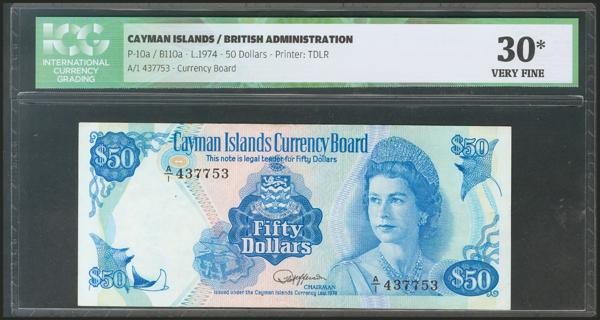 ICG
INTERNATIONAL
CURRENCY
GRADING
CAYMAN ISLANDS / BRITISH ADMINISTRATION
P-10a / B110a - L.1974 - 50 Dollars - Printer: TDLR
A/1 437753 - Currency Board
30*
VERY FINE
$50
Cayman Islands Currency Board
This note is legal tender for Fifty Dollars
$50
A/1 437753
Fifty
Dollars
$50
CHAIRMAN
Issued under the Cayman Islands Currency Law. 1974
A/1 437753
$50